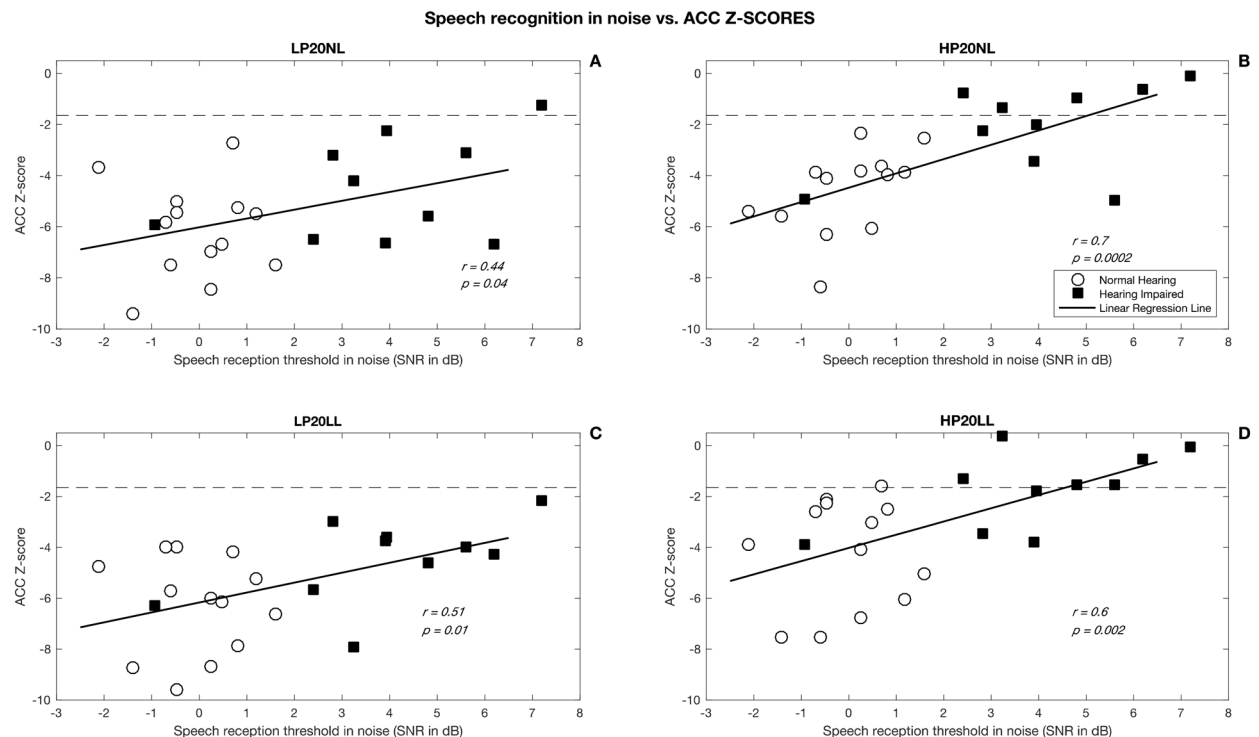 Speech recognition in noise vs. ACC Z-SCORES
LP20NL
A
0
-2
-4
-6
-8
-10
ACC Z-score
r = 0.44
p = 0.04
-3 -2 -1 0 1 2 3 4 5 6 7 8
Speech reception threshold in noise (SNR in dB)
HP20NL
B
0
-2
-4
-6
-8
-10
ACC Z-score
r = 0.7
p = 0.0002
Normal Hearing
Hearing Impaired
Linear Regression Line
-3 -2 -1 0 1 2 3 4 5 6 7 8
Speech reception threshold in noise (SNR in dB)
LP20LL
C
0
-2
-4
-6
-8
-10
ACC Z-score
r = 0.51
p = 0.01
-3 -2 -1 0 1 2 3 4 5 6 7 8
Speech reception threshold in noise (SNR in dB)
HP20LL
D
0
-2
-4
-6
-8
-10
ACC Z-score
r = 0.6
p = 0.002
-3 -2 -1 0 1 2 3 4 5 6 7 8
Speech reception threshold in noise (SNR in dB)